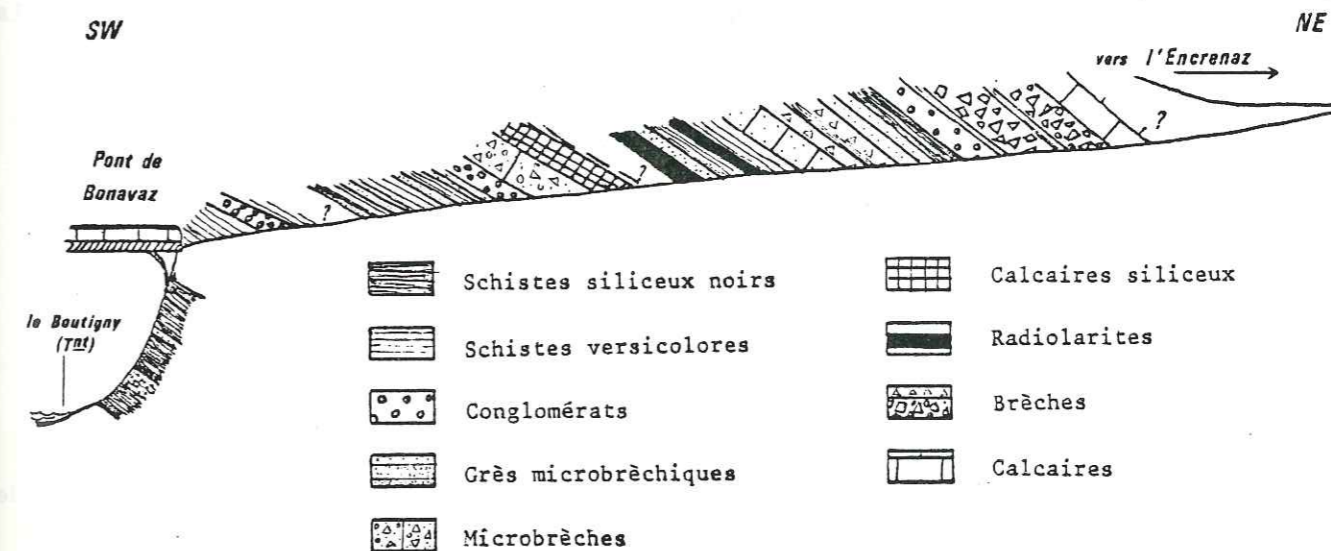 SW
NE
vers l'Encrenaz
?
Pont de
Bonavaz
?
?
le Boutigny
(Tnt)
Schistes siliceux noirs
Calcaires siliceux
Schistes versicolores
Radiolarites
Conglomérats
Brèches
Grès microbrèchiques
Calcaires
Microbrèches